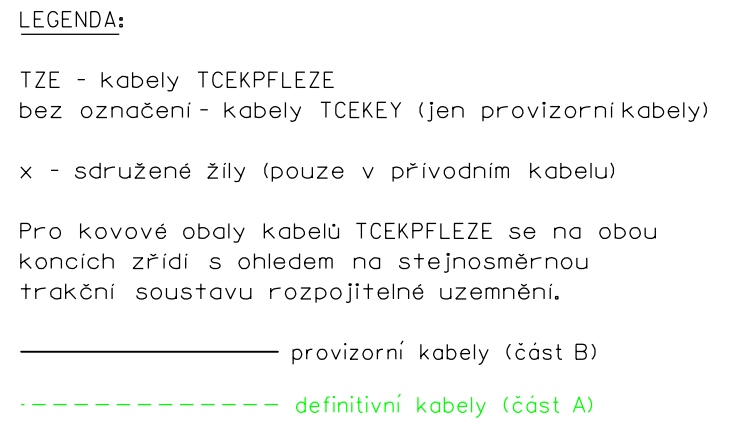 LEGENDA:
TZE - kabely TCEKPFLEZE
bez označení - kabely TCEKEY (jen provizorní kabely)
x - sdružené žíly (pouze v přívodním kabelu)
Pro kovové obaly kabelů TCEKPFLEZE se na obou
koncích zřídí s ohledem na stejnosměrnou
trakční soustavu rozpojitelné uzemnění.
provizorní kabely (část B)
definitivní kabely (část A)